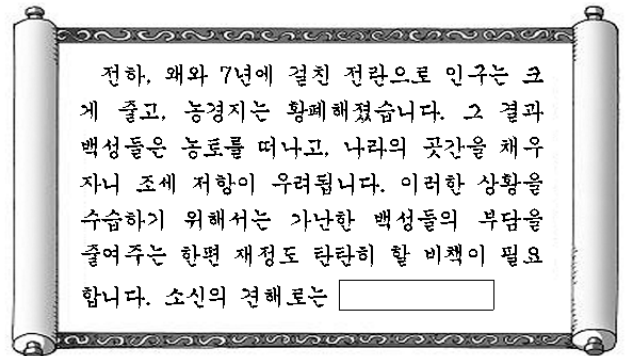 전하, 왜와 7년에 걸친 전란으로 인구는 크
게 줄고, 농경지는 황폐해졌습니다. 그 결과
백성들은 농토를 떠나고, 나라의 곳간을 채우
자니 조세 저항이 우려됩니다. 이러한 상황을
수습하기 위해서는 가난한 백성들의 부담을
줄여주는 한편 재정도 탄탄히 할 비책이 필요
합니다. 소신의 견해로는